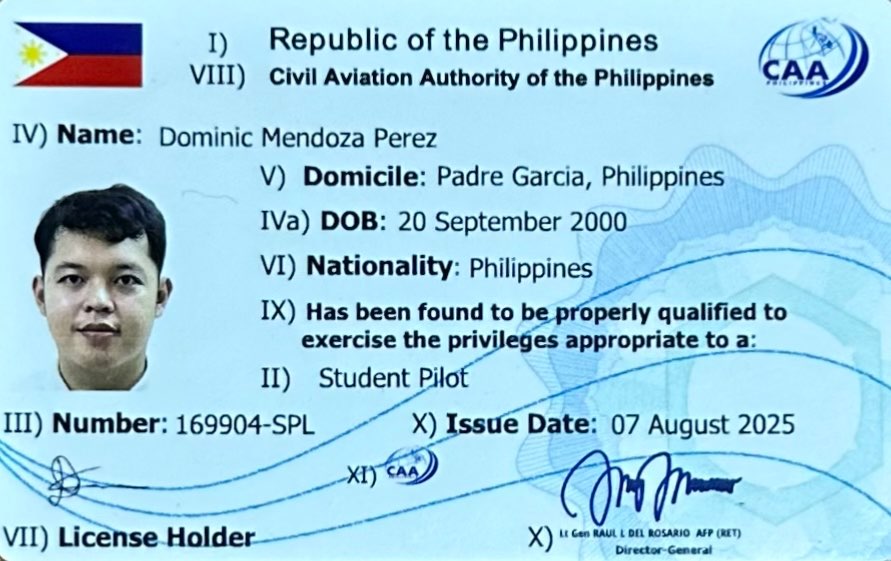 I) Republic of the Philippines
VIII) Civil Aviation Authority of the Philippines
CAA
PHILIPPINES
IV) Name: Dominic Mendoza Perez
V) Domicile: Padre Garcia, Philippines
IVa) DOB: 20 September 2000
VI) Nationality: Philippines
IX) Has been found to be properly qualified to
exercise the privileges appropriate to a:
II) Student Pilot
III) Number: 169904-SPL X) Issue Date: 07 August 2025
XI) CAA
VII) License Holder
X) Lt Gen RAUL L DEL ROSARIO AFP (RET)
Director-General